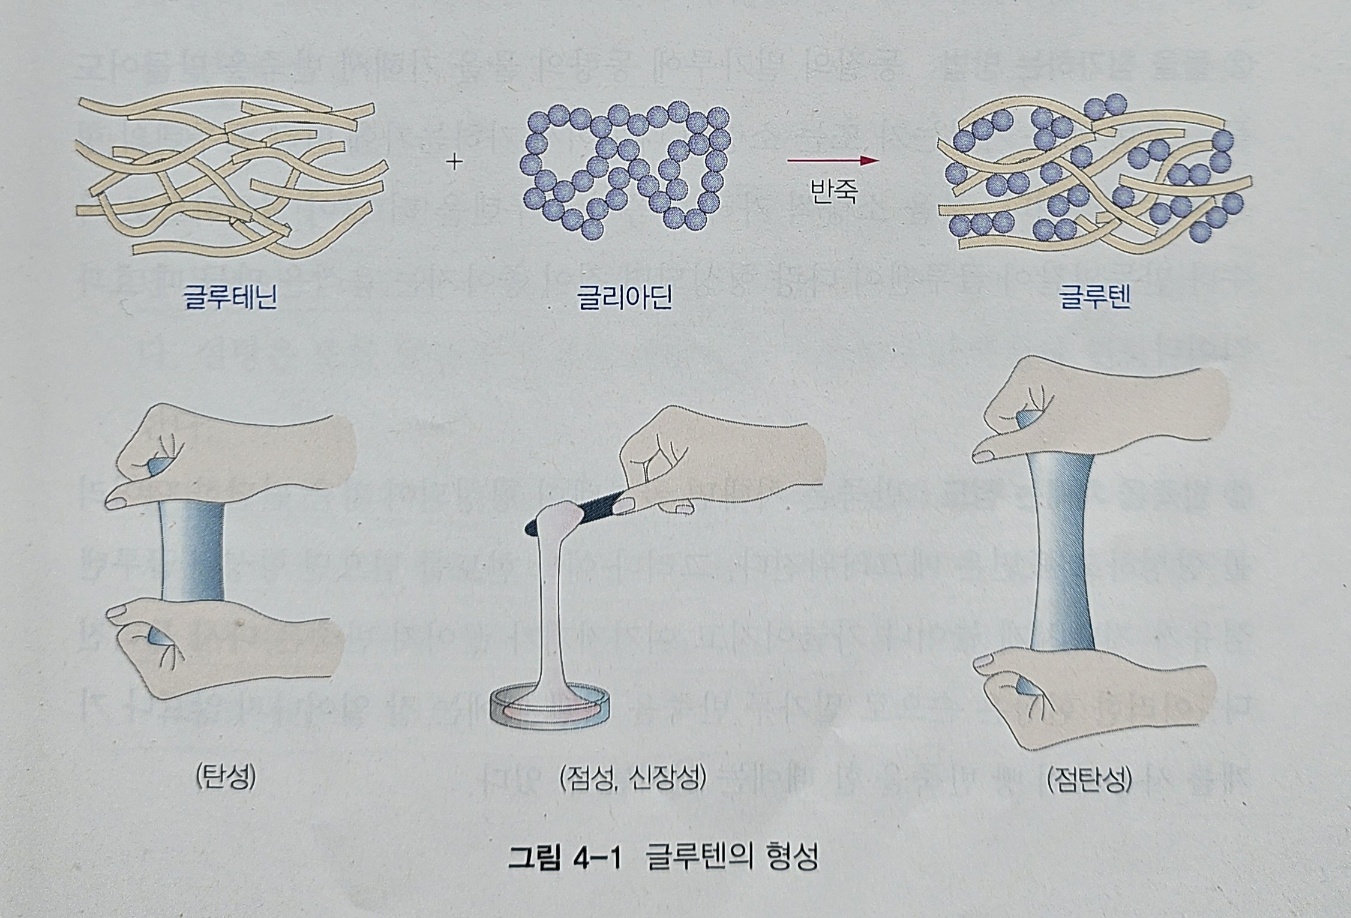 +
반죽
글루테닌
글리아딘
글루텐
(탄성)
(점성, 신장성)
(점탄성)
그림 4-1 글루텐의 형성